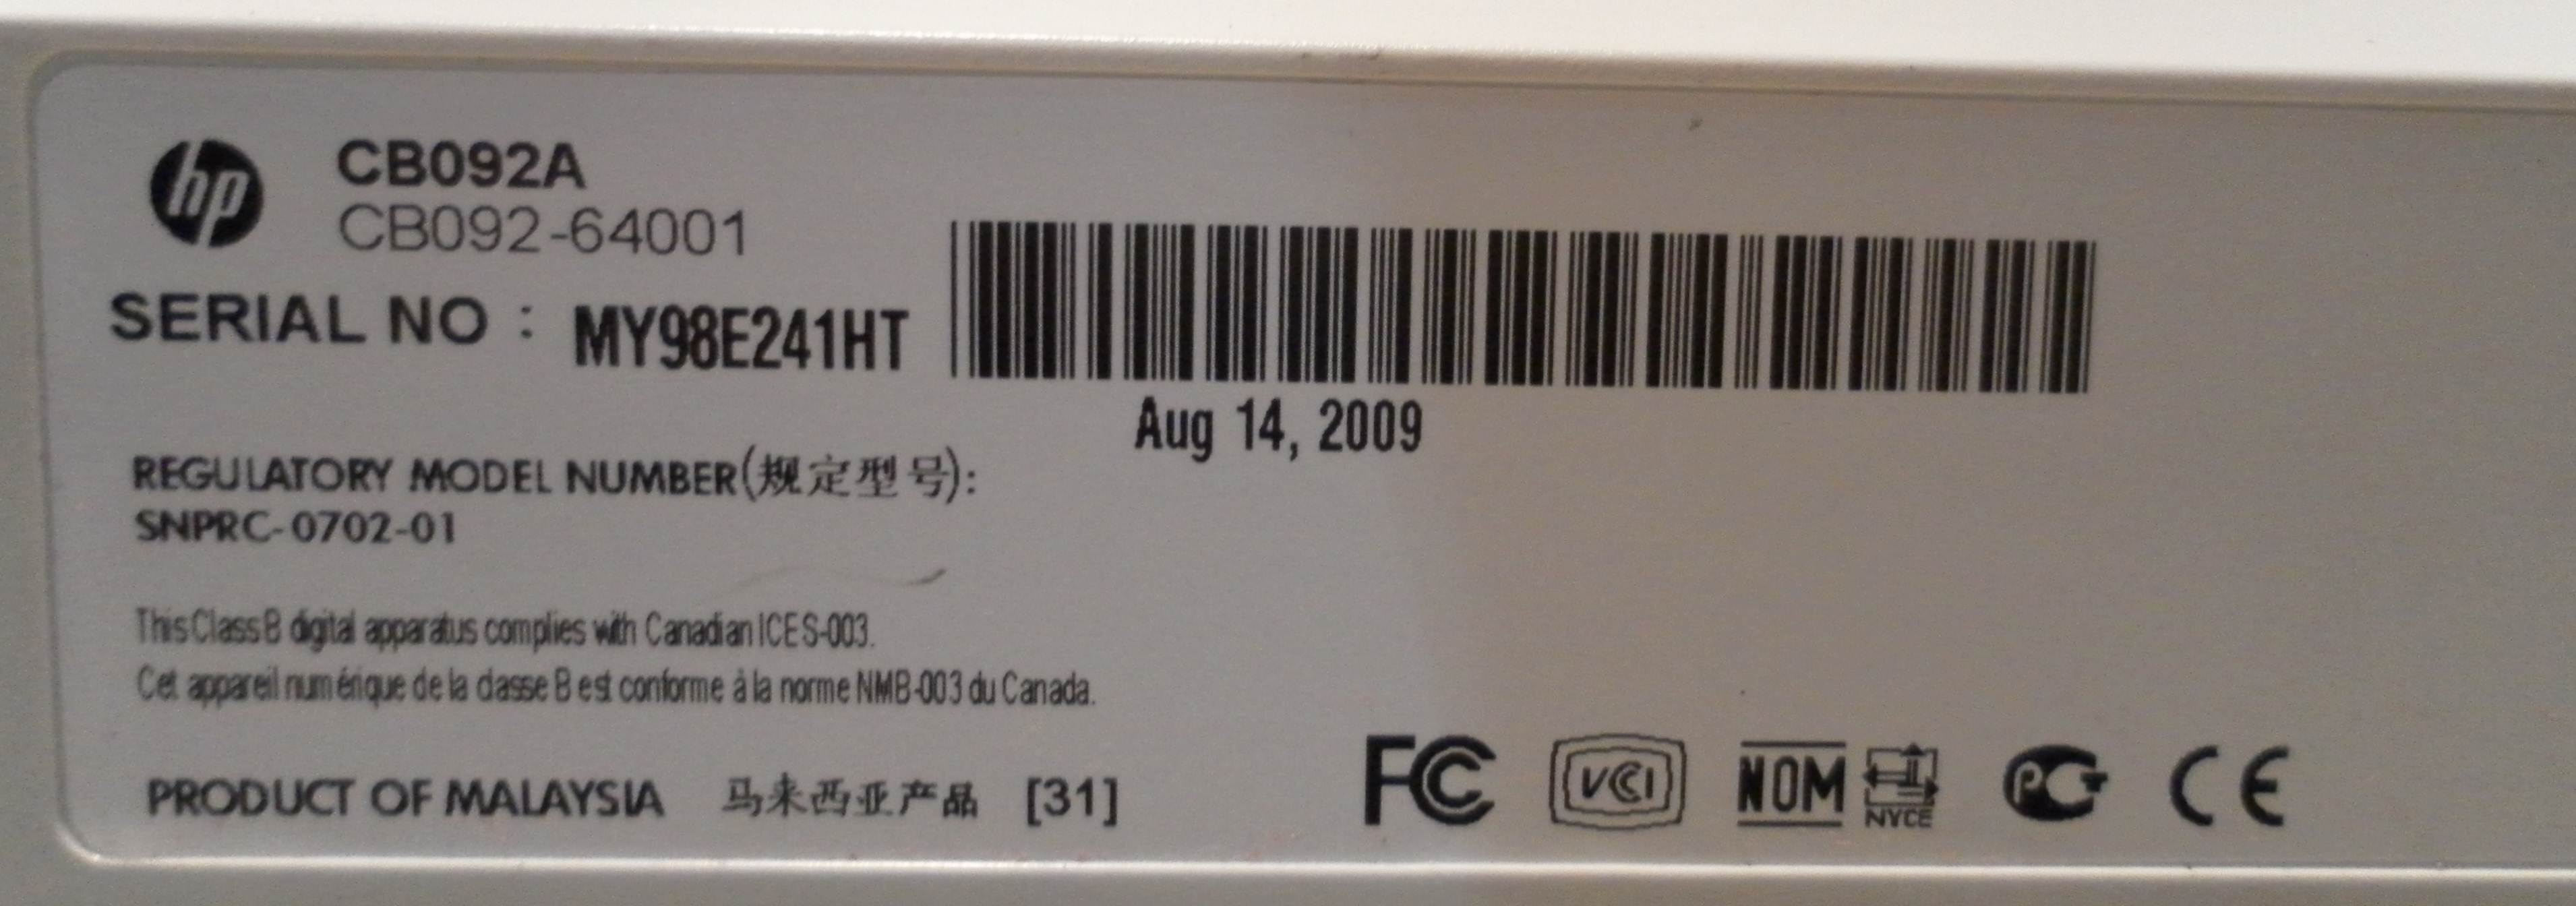 hp
CB092A
CB092-64001
SERIAL NO : MY98E241HT
Aug 14, 2009
REGULATORY MODEL NUMBER(规定型号):
SNPRC-0702-01
This Class B digital apparatus complies with Canadian ICES-003.
Cet appareil numérique de la classe B est conforme à la norme NMB-003 du Canada.
PRODUCT OF MALAYSIA 马来西亚产品 [31]
FC VCI NOM NYCE PCT CE